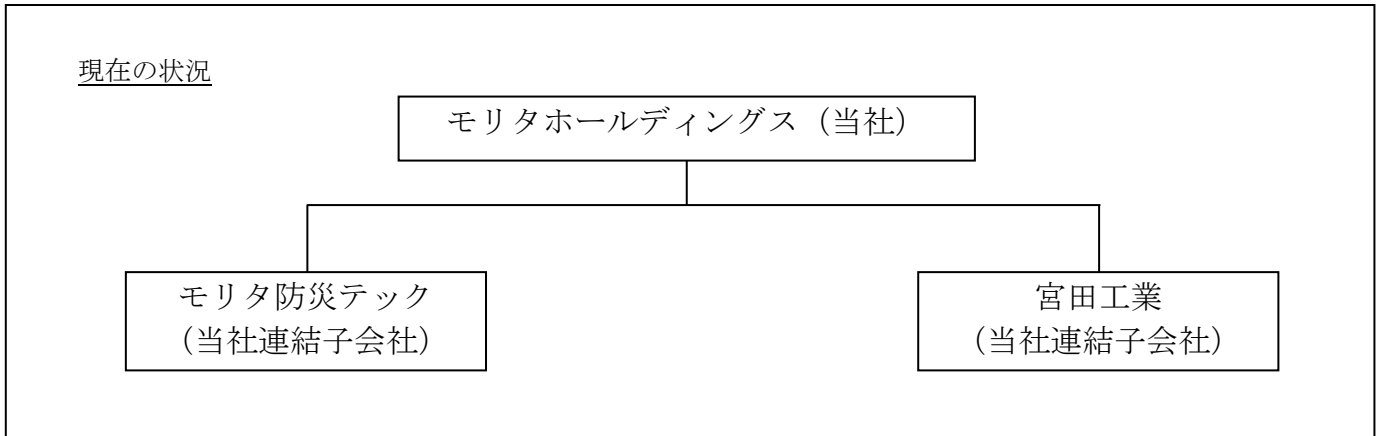 現在の状況
モリタホールディングス（当社）
モリタ防災テック
（当社連結子会社）
宮田工業
（当社連結子会社）